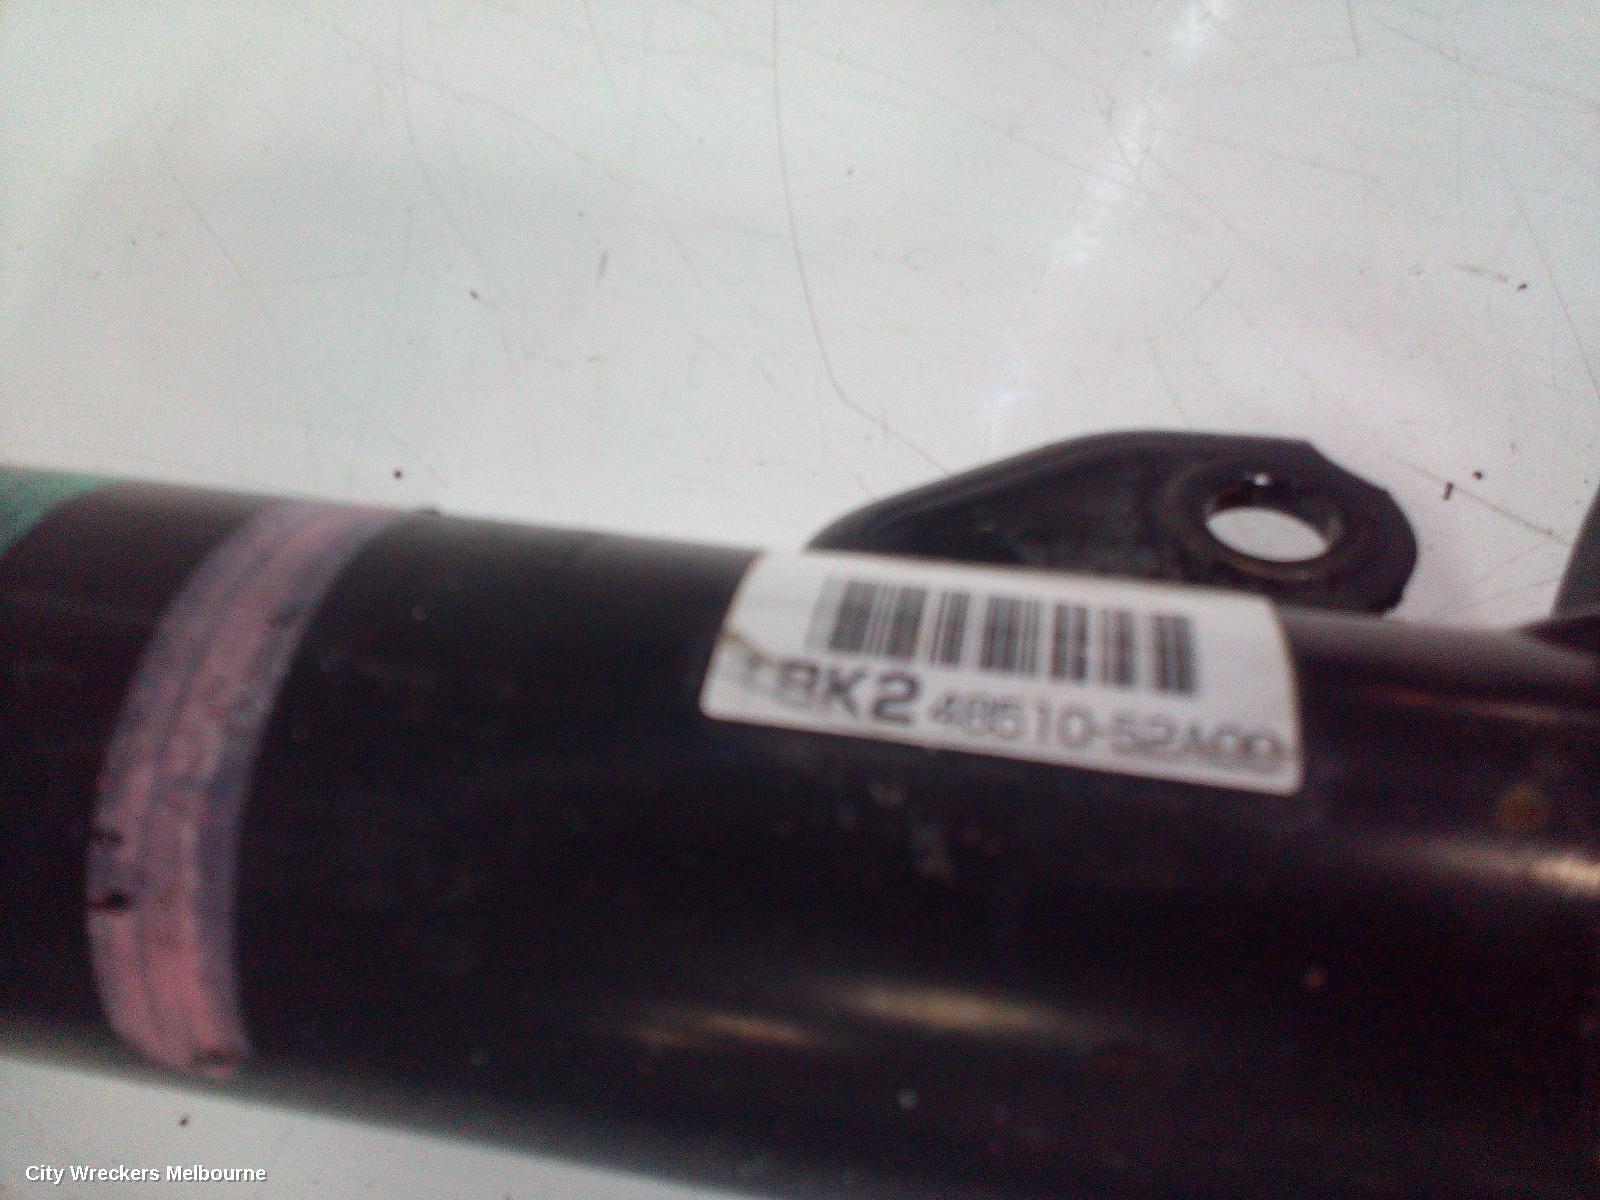 BK2 48510-52A00
City Wreckers Melbourne